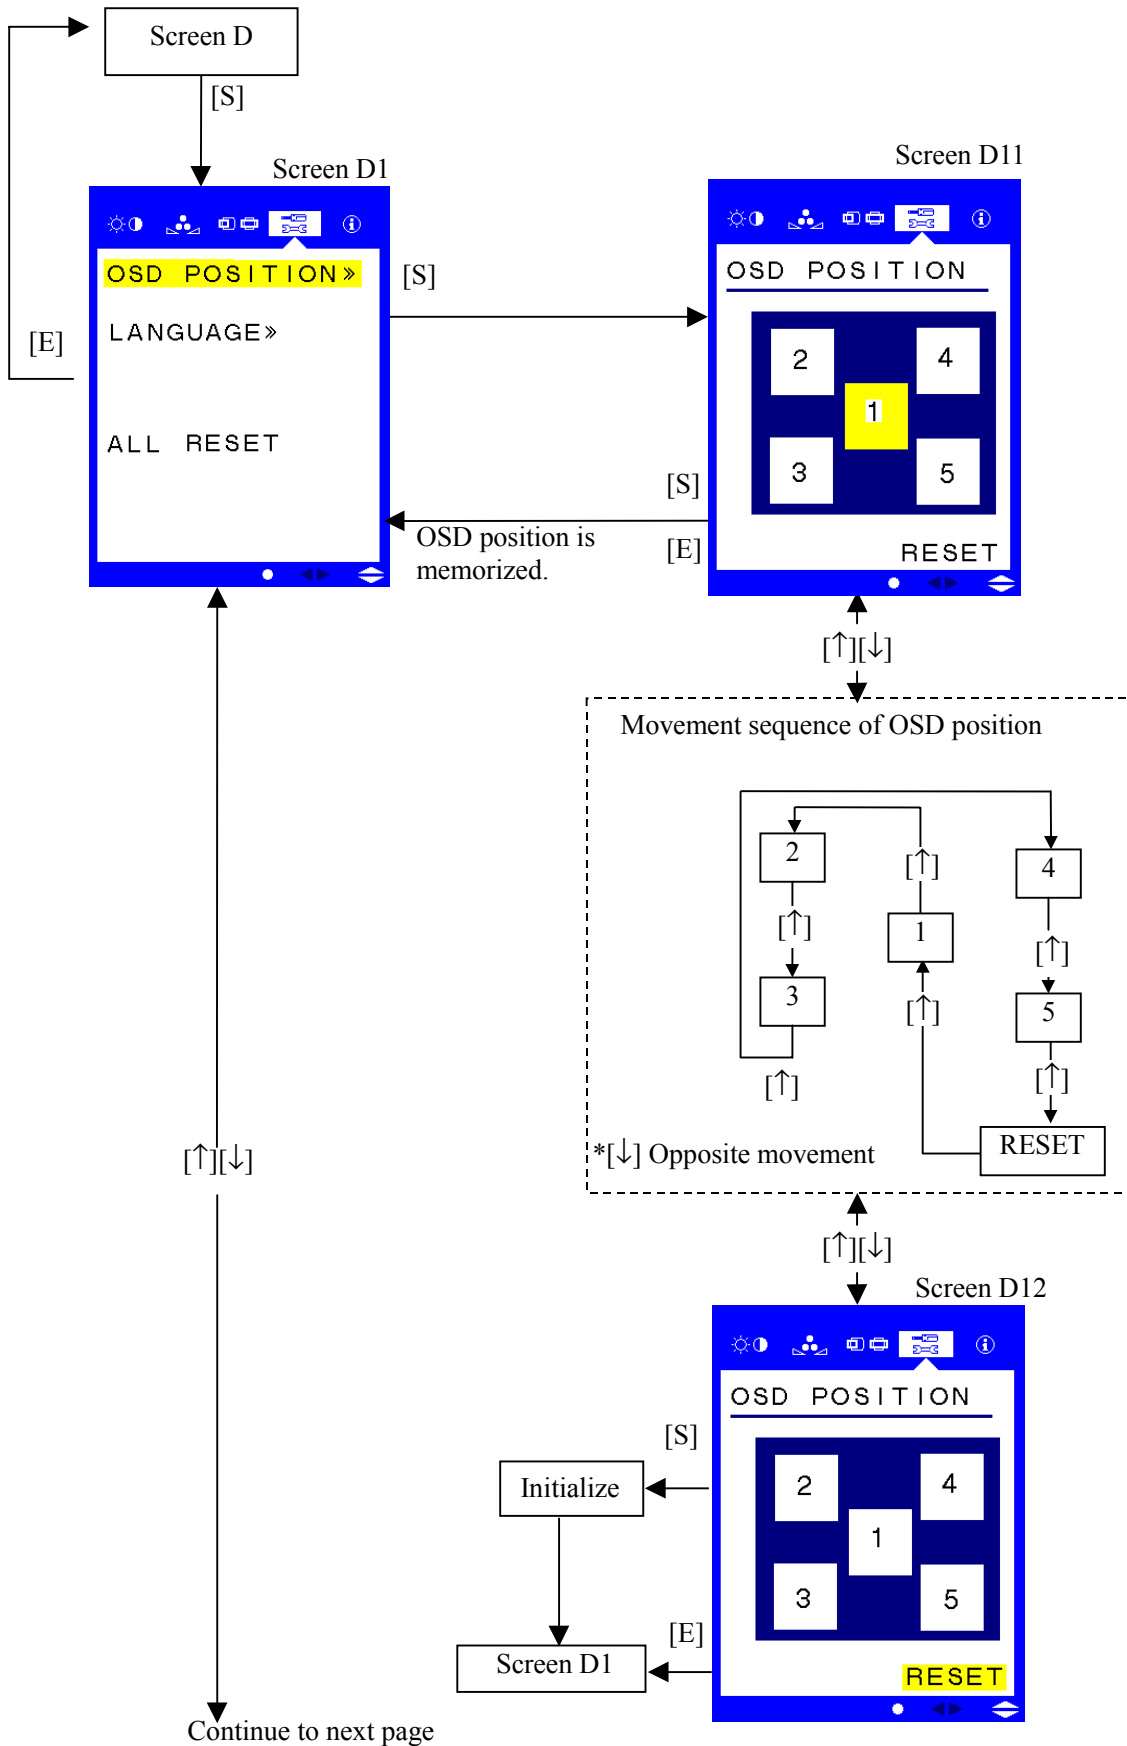 Screen D
[S]
Screen D1
Screen D11
OSD POSITION»
LANGUAGE»
ALL RESET
[E]
[S]
OSD POSITION
2
4
1
3
5
RESET
[S]
[E]
OSD position is
memorized.
[↑][↓]
Movement sequence of OSD position
2
[↑]
4
[↑]
1
[↑]
3
[↑]
5
[↑]
[↑]
RESET
*[↓] Opposite movement
[↑][↓]
[↑][↓]
Screen D12
OSD POSITION
2
4
1
3
5
RESET
[S]
Initialize
[E]
Screen D1
Continue to next page